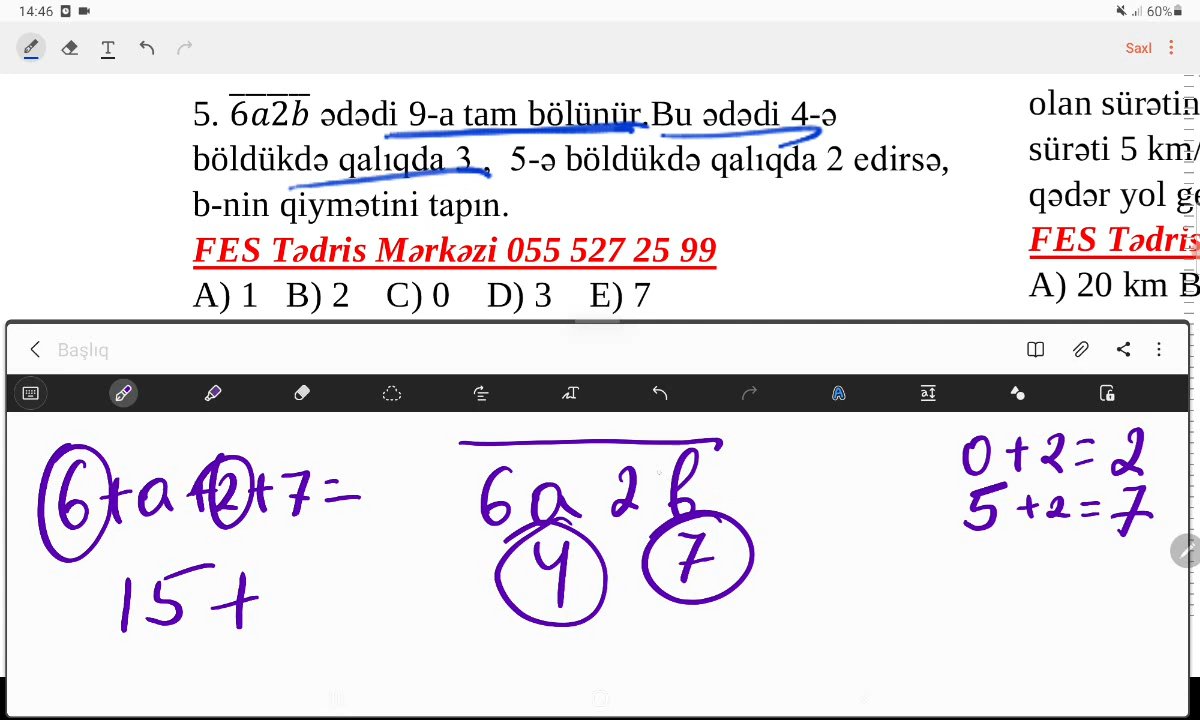 14:46 60%
Saxl
5. 6a2b ədədi 9-a tam bölünür.Bu ədədi 4-ə
böldükdə qalıqda 3 , 5-ə böldükdə qalıqda 2 edirsə,
b-nin qiymətini tapın.
FES Tədris Mərkəzi 055 527 25 99
A) 1 B) 2 C) 0 D) 3 E) 7
olan sürətin
sürəti 5 km/
qədər yol ge
FES Tədris
A) 20 km B
Başlıq
6+a+2+7=
15+
6a2b
4 7
0+2=2
5+2=7